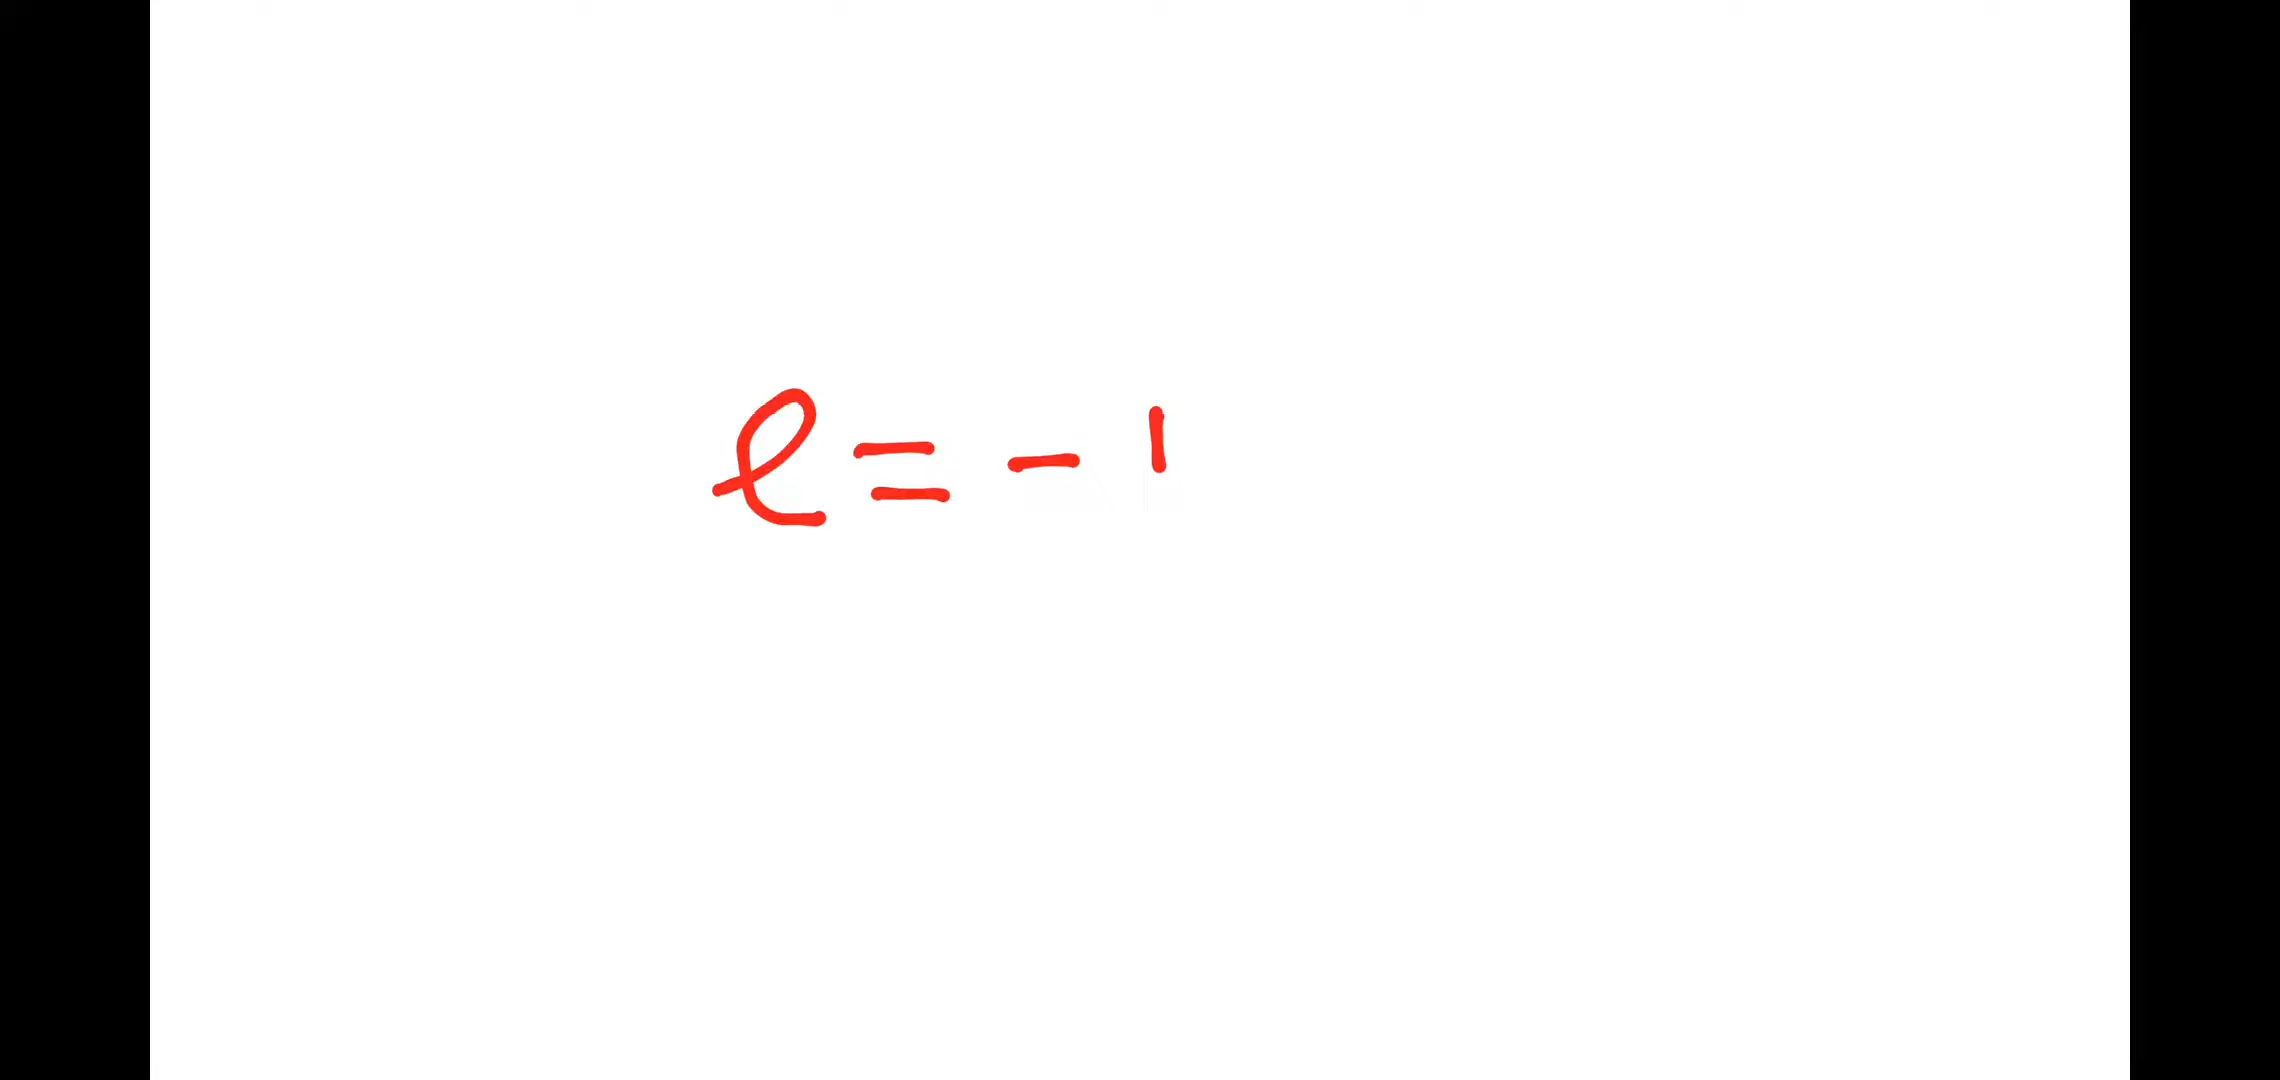 ℓ = - 1